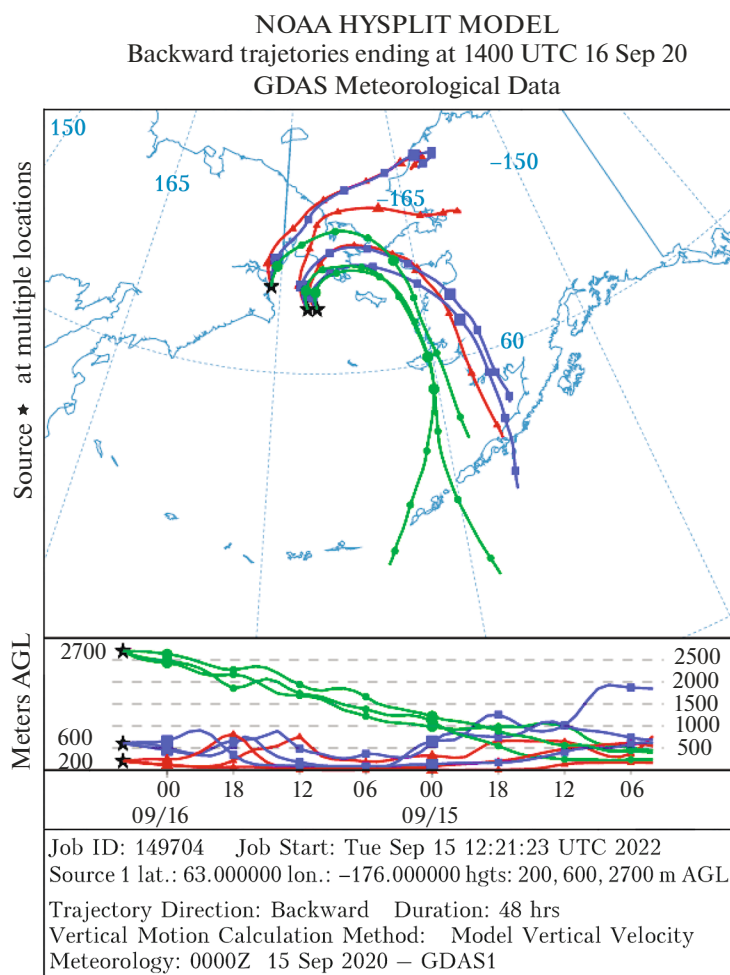 NOAA HYSPLIT MODEL
Backward trajetories ending at 1400 UTC 16 Sep 20
GDAS Meteorological Data
Source ★ at multiple locations
150
165
−165
−150
60
Meters AGL
2700
600
200
2500
2000
1500
1000
500
00 18 12 06 00 18 12 06
09/16 09/15
Job ID: 149704 Job Start: Tue Sep 15 12:21:23 UTC 2022
Source 1 lat.: 63.000000 lon.: −176.000000 hgts: 200, 600, 2700 m AGL
Trajectory Direction: Backward Duration: 48 hrs
Vertical Motion Calculation Method: Model Vertical Velocity
Meteorology: 0000Z 15 Sep 2020 − GDAS1